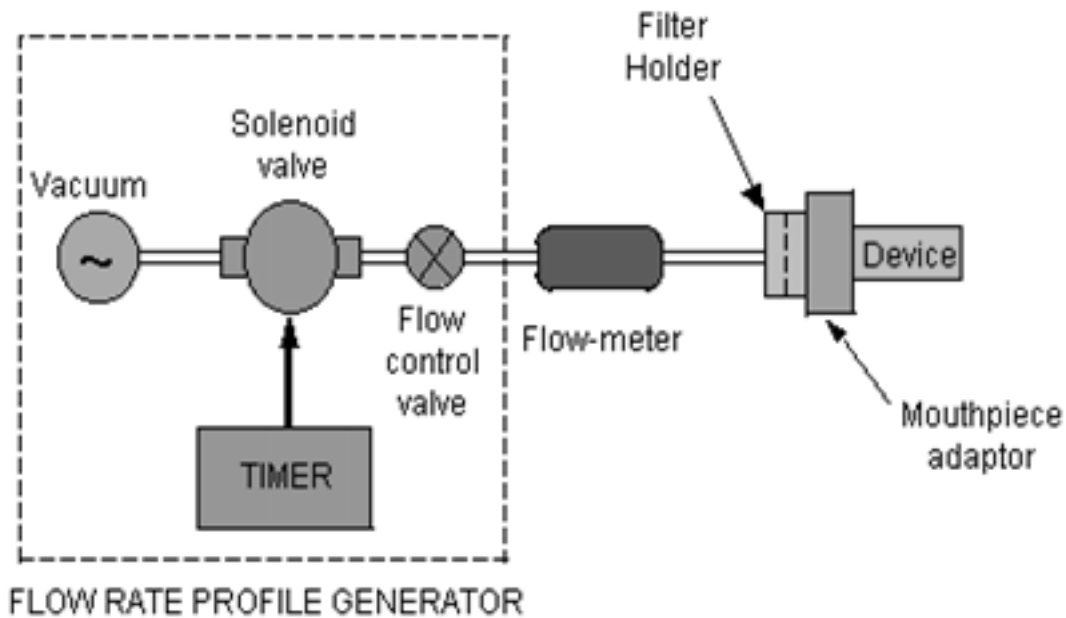 Filter
Holder
Solenoid
valve
Vacuum
~
Device
Flow
control
valve
Flow-meter
Mouthpiece
adaptor
TIMER
FLOW RATE PROFILE GENERATOR